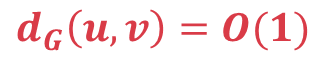 d_G(u, v) = O(1)